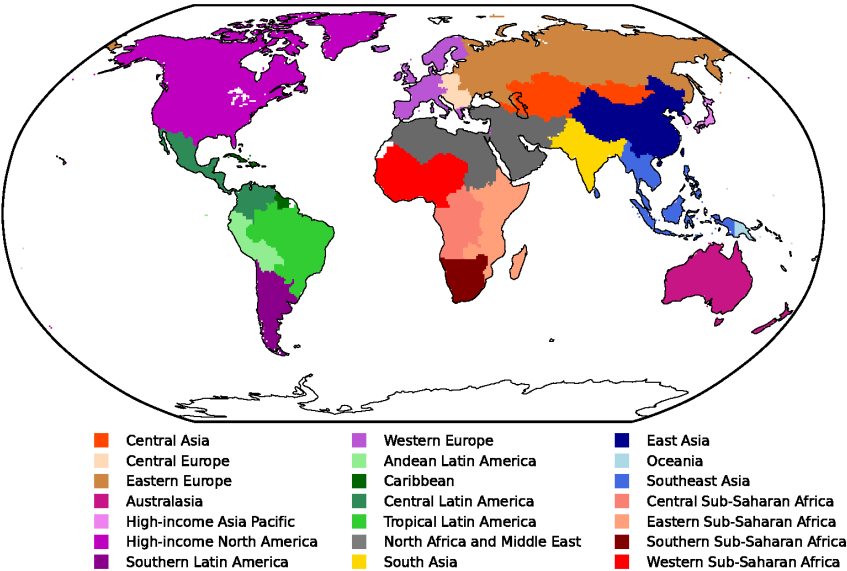 Central Asia
Central Europe
Eastern Europe
Australasia
High-income Asia Pacific
High-income North America
Southern Latin America
Western Europe
Andean Latin America
Caribbean
Central Latin America
Tropical Latin America
North Africa and Middle East
South Asia
East Asia
Oceania
Southeast Asia
Central Sub-Saharan Africa
Eastern Sub-Saharan Africa
Southern Sub-Saharan Africa
Western Sub-Saharan Africa